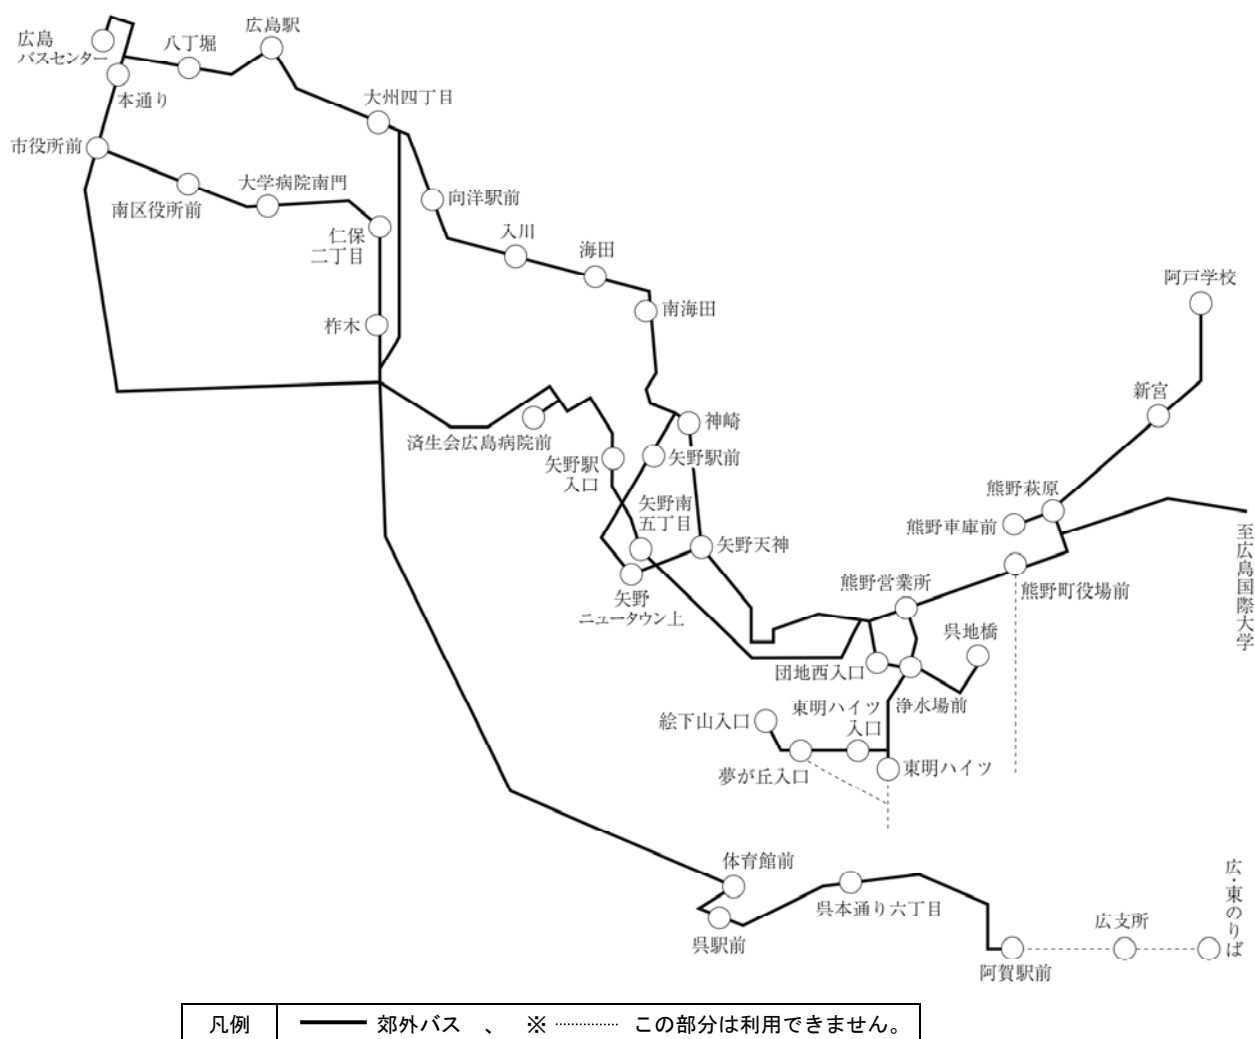 広島
バスセンター
八丁堀
広島駅
本通り
大州四丁目
市役所前
南区役所前
大学病院南門
仁保
二丁目
向洋駅前
入川
海田
南海田
柞木
阿戸学校
新宮
済生会広島病院前
神崎
矢野駅
入口
矢野駅前
矢野南
五丁目
矢野天神
矢野
ニュータウン上
熊野萩原
熊野車庫前
至広島国際大学
熊野営業所
熊野町役場前
呉地橋
団地西入口
浄水場前
絵下山入口
東明ハイツ
入口
夢が丘入口
東明ハイツ
体育館前
呉本通り六丁目
呉駅前
広支所
広・東のりば
阿賀駅前
凡例 郊外バス 、 ※ この部分は利用できません。